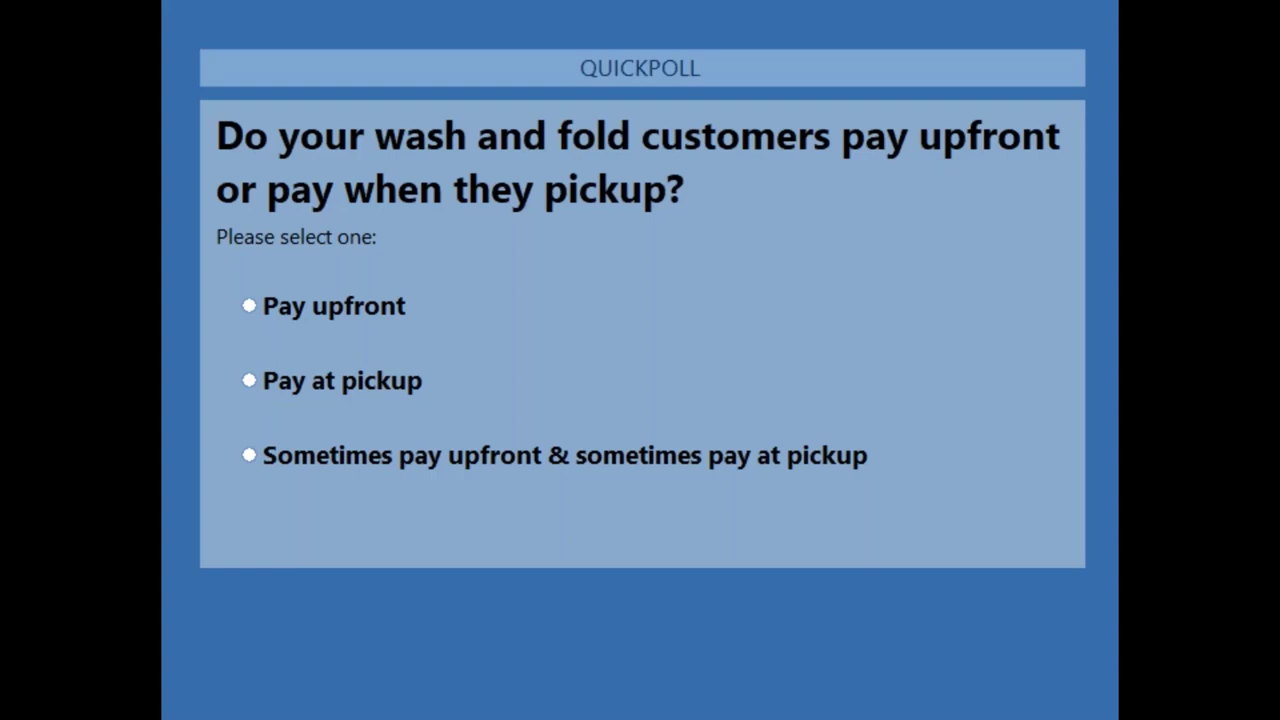 QUICKPOLL
Do your wash and fold customers pay upfront
or pay when they pickup?
Please select one:
Pay upfront
Pay at pickup
Sometimes pay upfront & sometimes pay at pickup